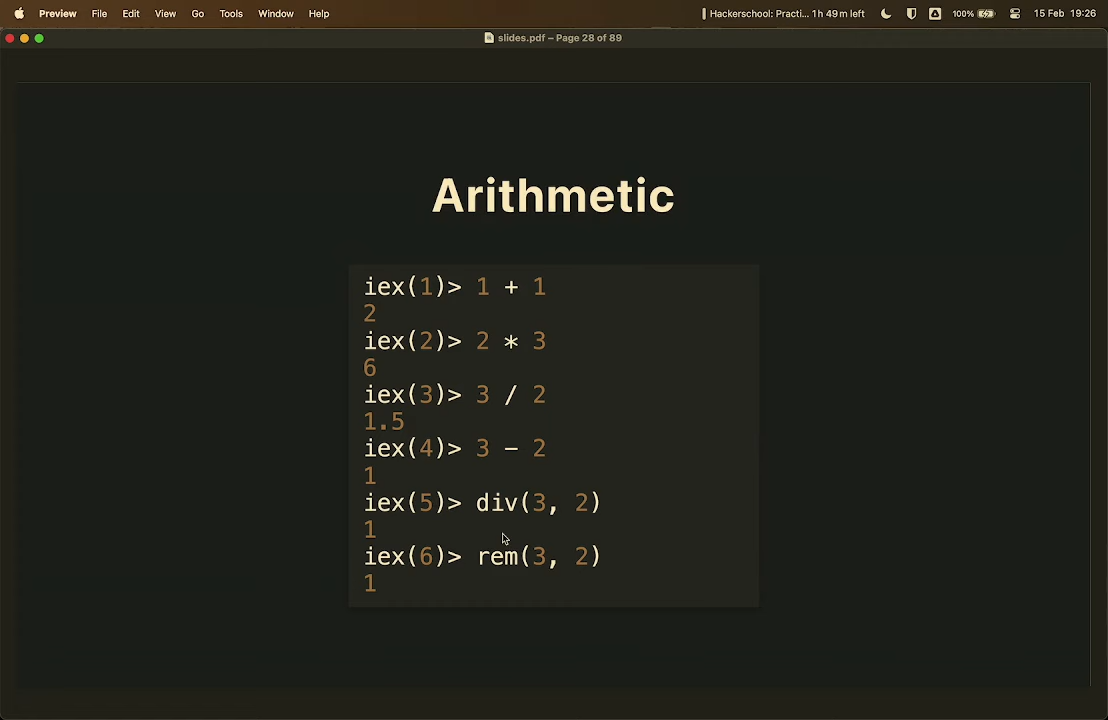 Preview File Edit View Go Tools Window Help Hackerschool: Practi... 1h 49m left 100% 15 Feb 19:26
slides.pdf – Page 28 of 89
Arithmetic
iex(1)> 1 + 1
2
iex(2)> 2 * 3
6
iex(3)> 3 / 2
1.5
iex(4)> 3 - 2
1
iex(5)> div(3, 2)
1
iex(6)> rem(3, 2)
1